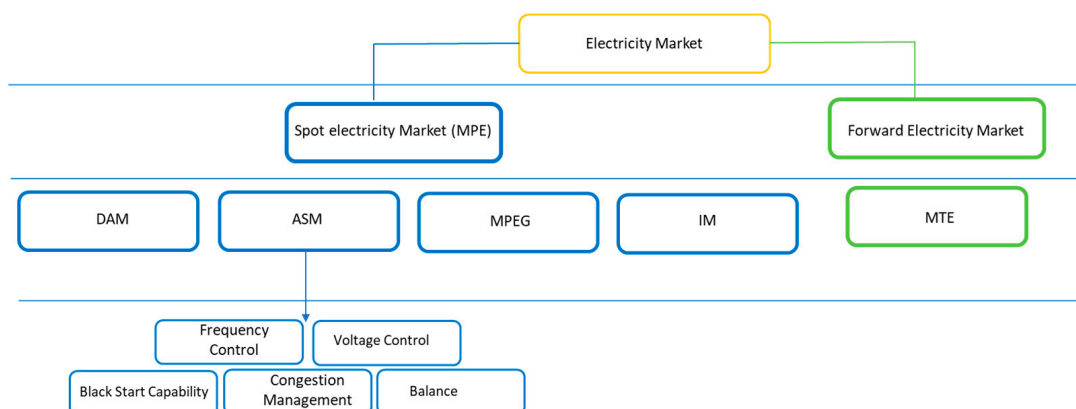 Electricity Market
Spot electricity Market (MPE)
Forward Electricity Market
DAM
ASM
MPEG
IM
MTE
Frequency
Control
Voltage Control
Black Start Capability
Congestion
Management
Balance